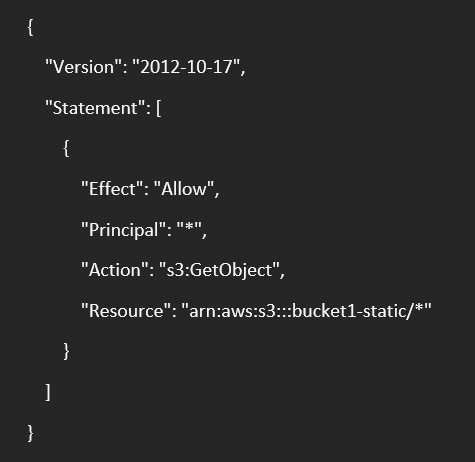 {
"Version": "2012-10-17",
"Statement": [
{
"Effect": "Allow",
"Principal": "*",
"Action": "s3:GetObject",
"Resource": "arn:aws:s3:::bucket1-static/*"
}
]
}